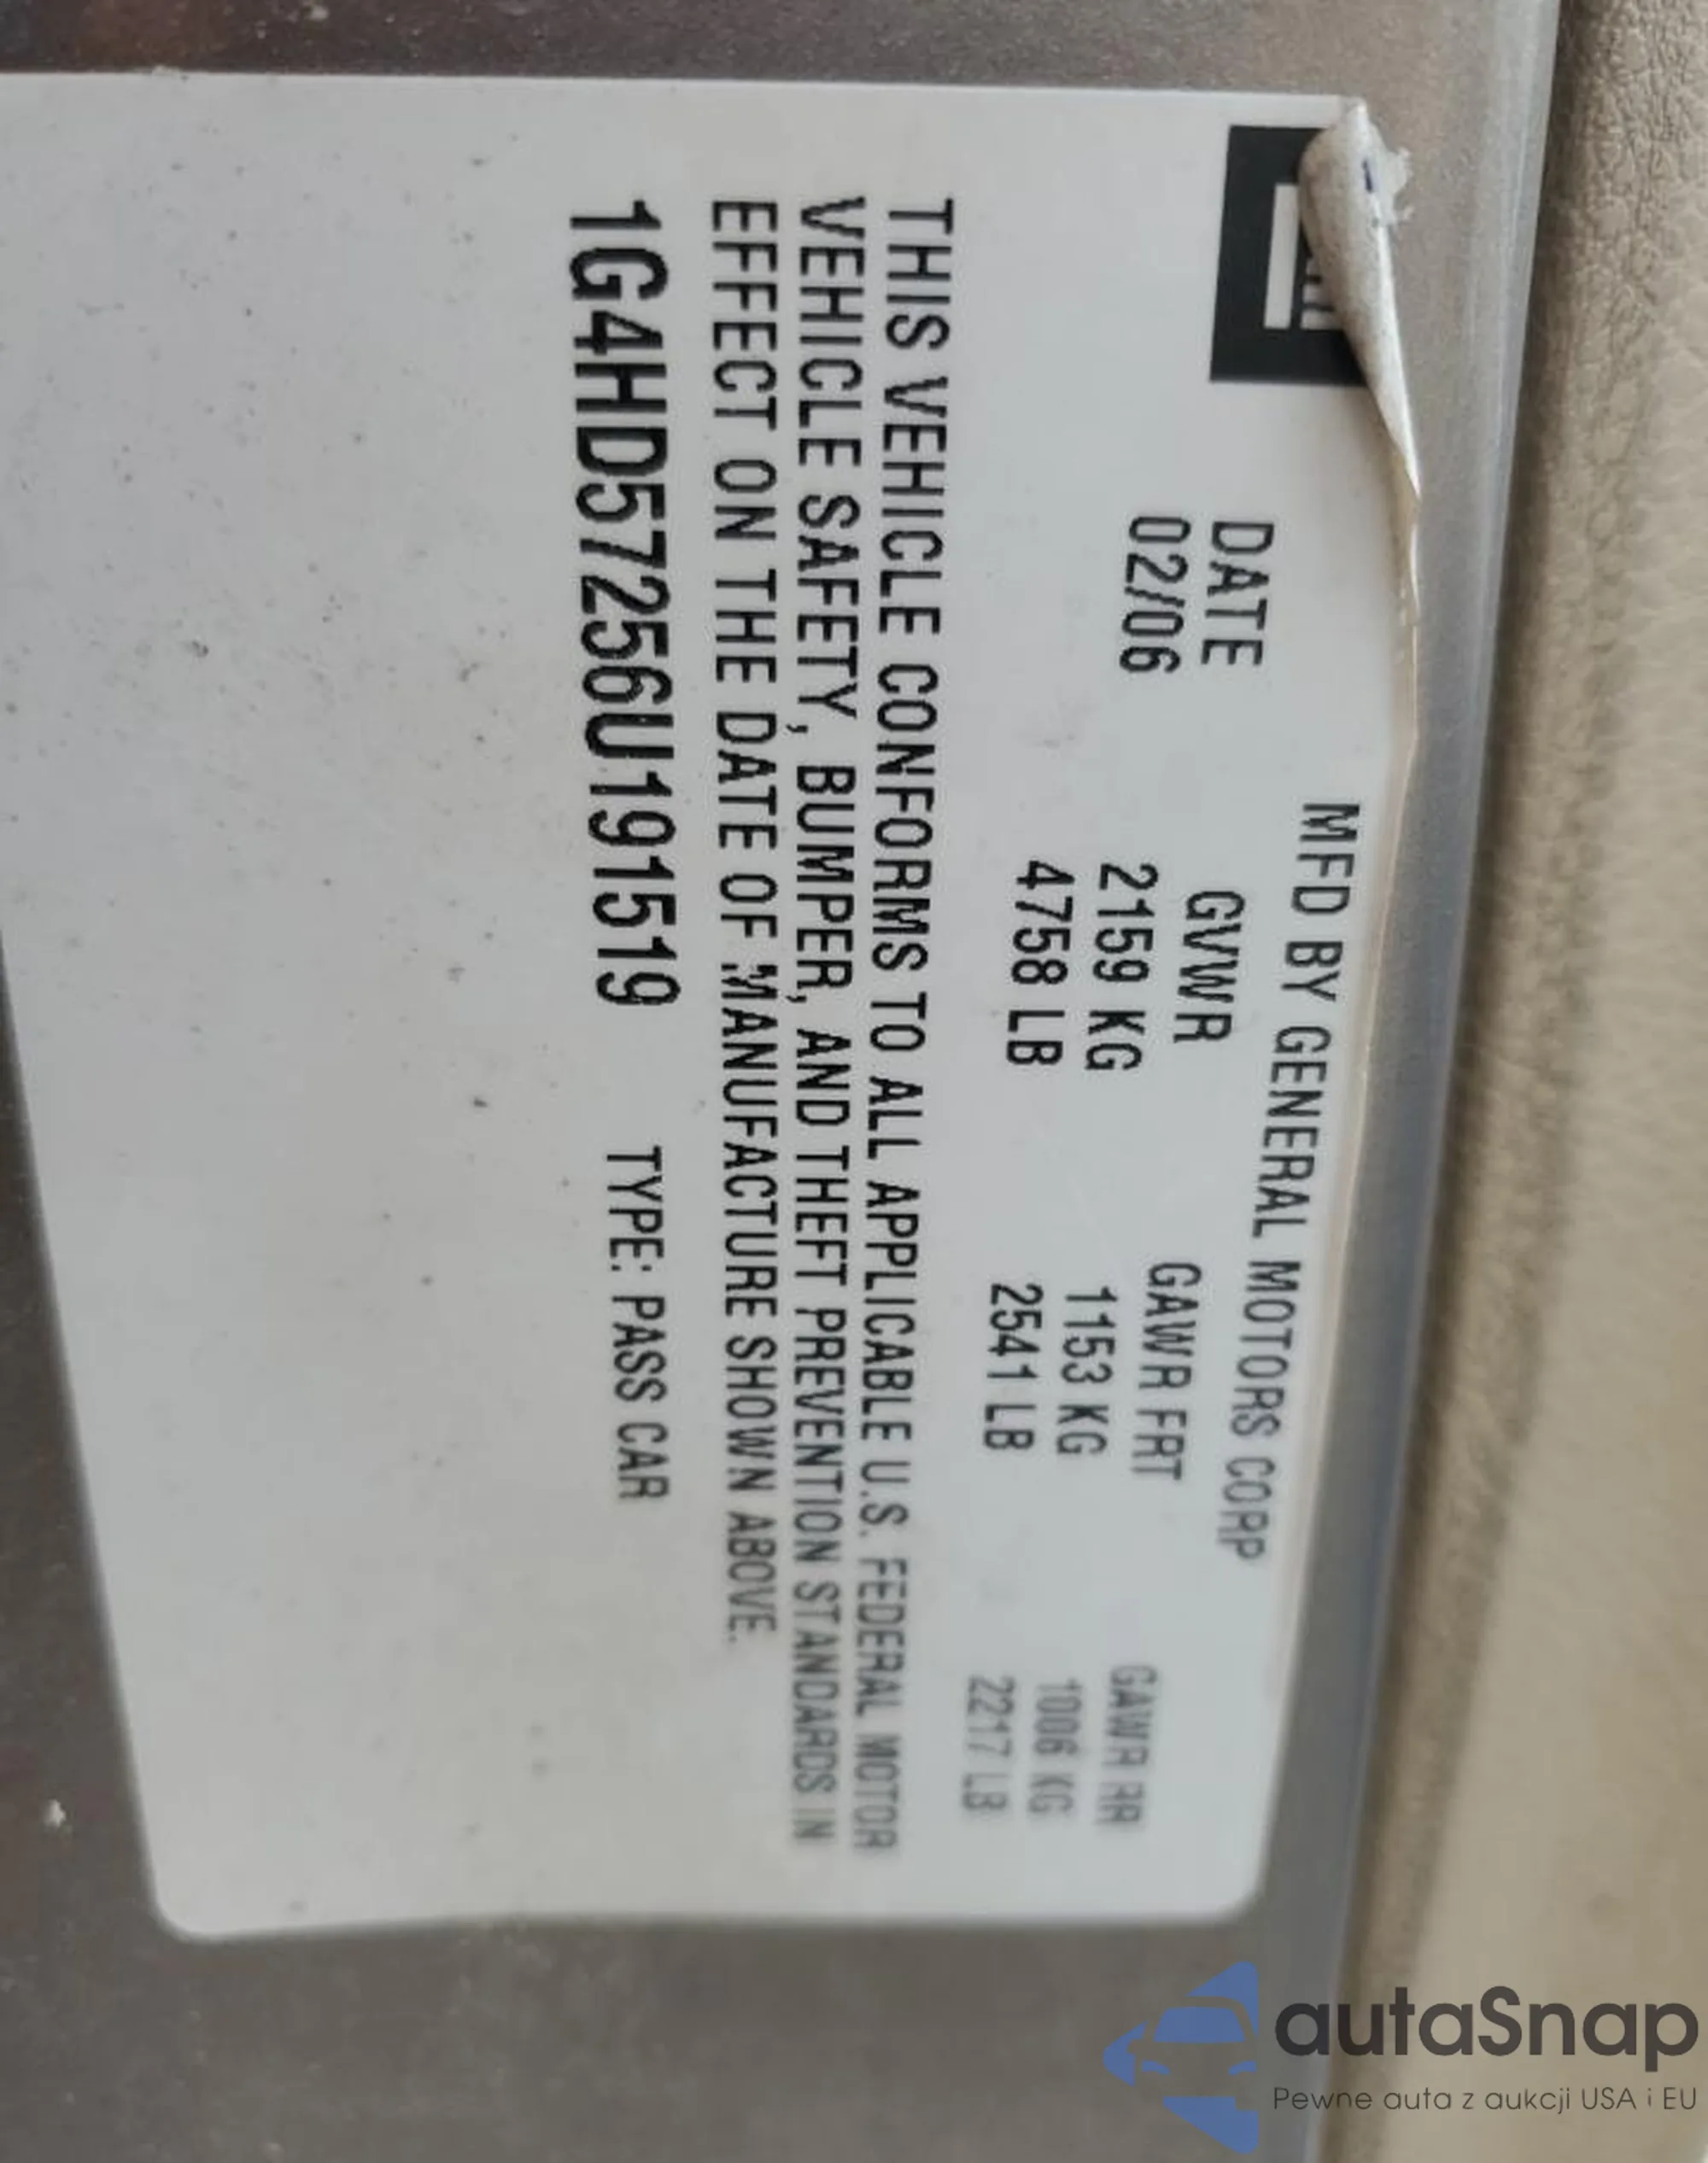 MFD BY GENERAL MOTORS CORP
DATE GVWR GAWR FRT GAWR RR
02/06 2159 KG 1153 KG 1006 KG
4758 LB 2541 LB 2217 LB
THIS VEHICLE CONFORMS TO ALL APPLICABLE U.S. FEDERAL MOTOR
VEHICLE SAFETY, BUMPER, AND THEFT PREVENTION STANDARDS IN
EFFECT ON THE DATE OF MANUFACTURE SHOWN ABOVE.
1G4HD57256U191519 TYPE: PASS CAR
autaSnap
Pewne auta z aukcji USA i EU